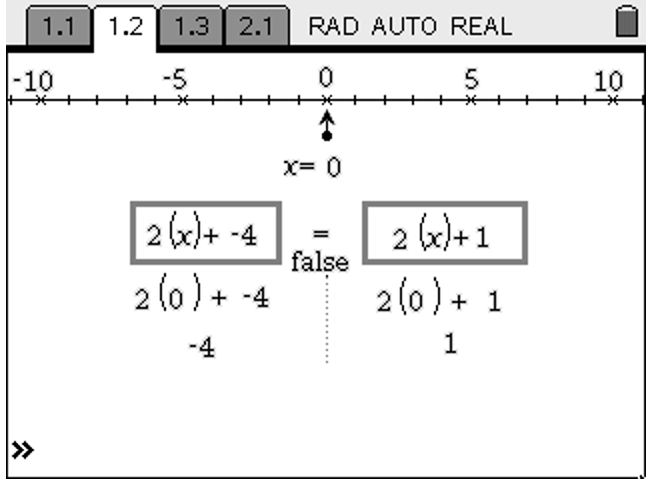 1.1 1.2 1.3 2.1 RAD AUTO REAL
-10 -5 0 5 10
x= 0
2(x)+ -4 = 2(x)+1
false
2(0) + -4 2(0) + 1
-4 1
»